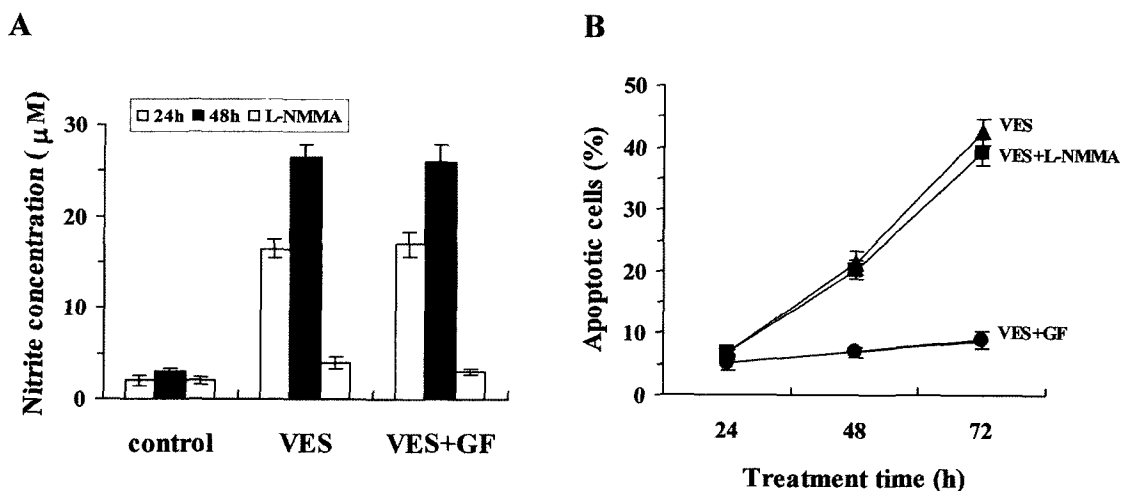 A
24h 48h L-NMMA
Nitrite concentration ( μM)
30
20
10
0
control VES VES+GF
B
Apoptotic cells (%)
50
40
30
20
10
0
VES
VES+L-NMMA
VES+GF
24 48 72
Treatment time (h)